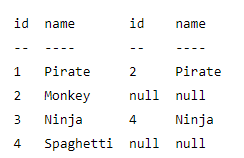 id  name       id    name
--  ----       --    ----
1   Pirate     2     Pirate
2   Monkey     null  null
3   Ninja      4     Ninja
4   Spaghetti  null  null